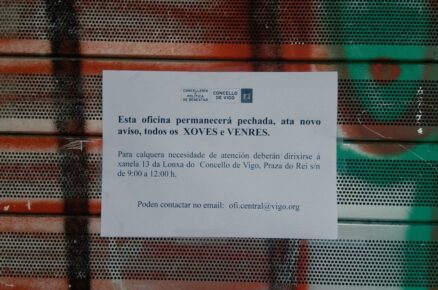 CONCELLERÍA
DE POLÍTICA
DE BENESTAR
CONCELLO
DE VIGO
Esta oficina permanecerá pechada, ata novo
aviso, todos os XOVES e VENRES.
Para calquera necesidade de atención deberán dirixirse á
xanela 13 da Lonxa do Concello de Vigo, Praza do Rei s/n
de 9:00 a 12:00 h.
Poden contactar no email: ofi.central@vigo.org